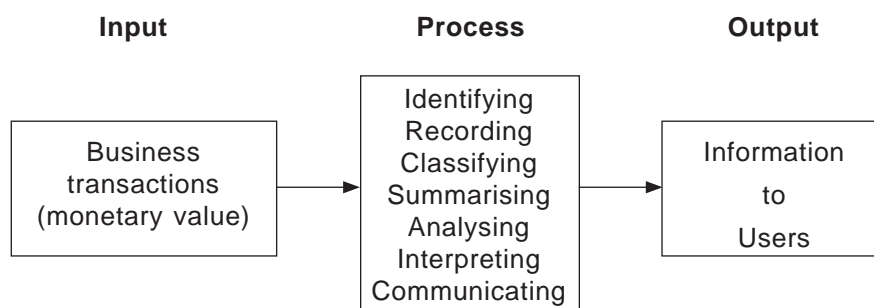 Input Process Output
Business
transactions
(monetary value)
Identifying
Recording
Classifying
Summarising
Analysing
Interpreting
Communicating
Information
to
Users